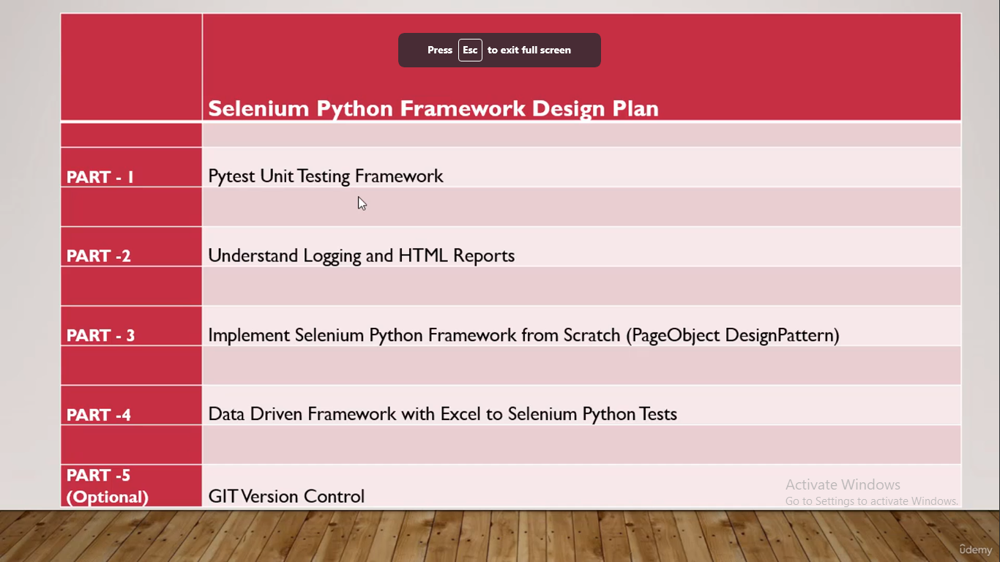 Press Esc to exit full screen
Selenium Python Framework Design Plan
PART - 1 Pytest Unit Testing Framework
PART -2 Understand Logging and HTML Reports
PART - 3 Implement Selenium Python Framework from Scratch (PageObject DesignPattern)
PART -4 Data Driven Framework with Excel to Selenium Python Tests
PART -5
(Optional) GIT Version Control
Activate Windows
Go to Settings to activate Windows.
ûdemy